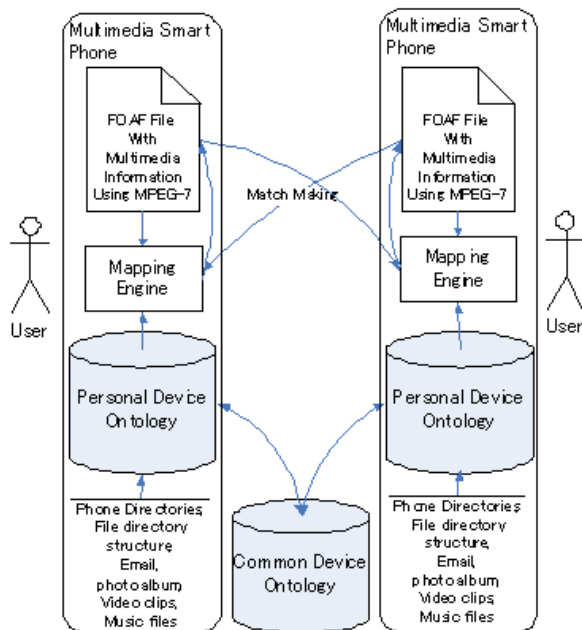 Multimedia Smart
Phone
FOAF File
With
Multimedia
Information
Using MPEG-7
Mapping
Engine
User
Personal Device
Ontology
Phone Directories,
File directory
structure,
Email,
photo album,
Video clips,
Music files
Match Making
Common Device
Ontology
Multimedia Smart
Phone
FOAF File
With
Multimedia
Information
Using MPEG-7
Mapping
Engine
User
Personal Device
Ontology
Phone Directories,
File directory
structure,
Email,
photo album,
Video clips,
Music files